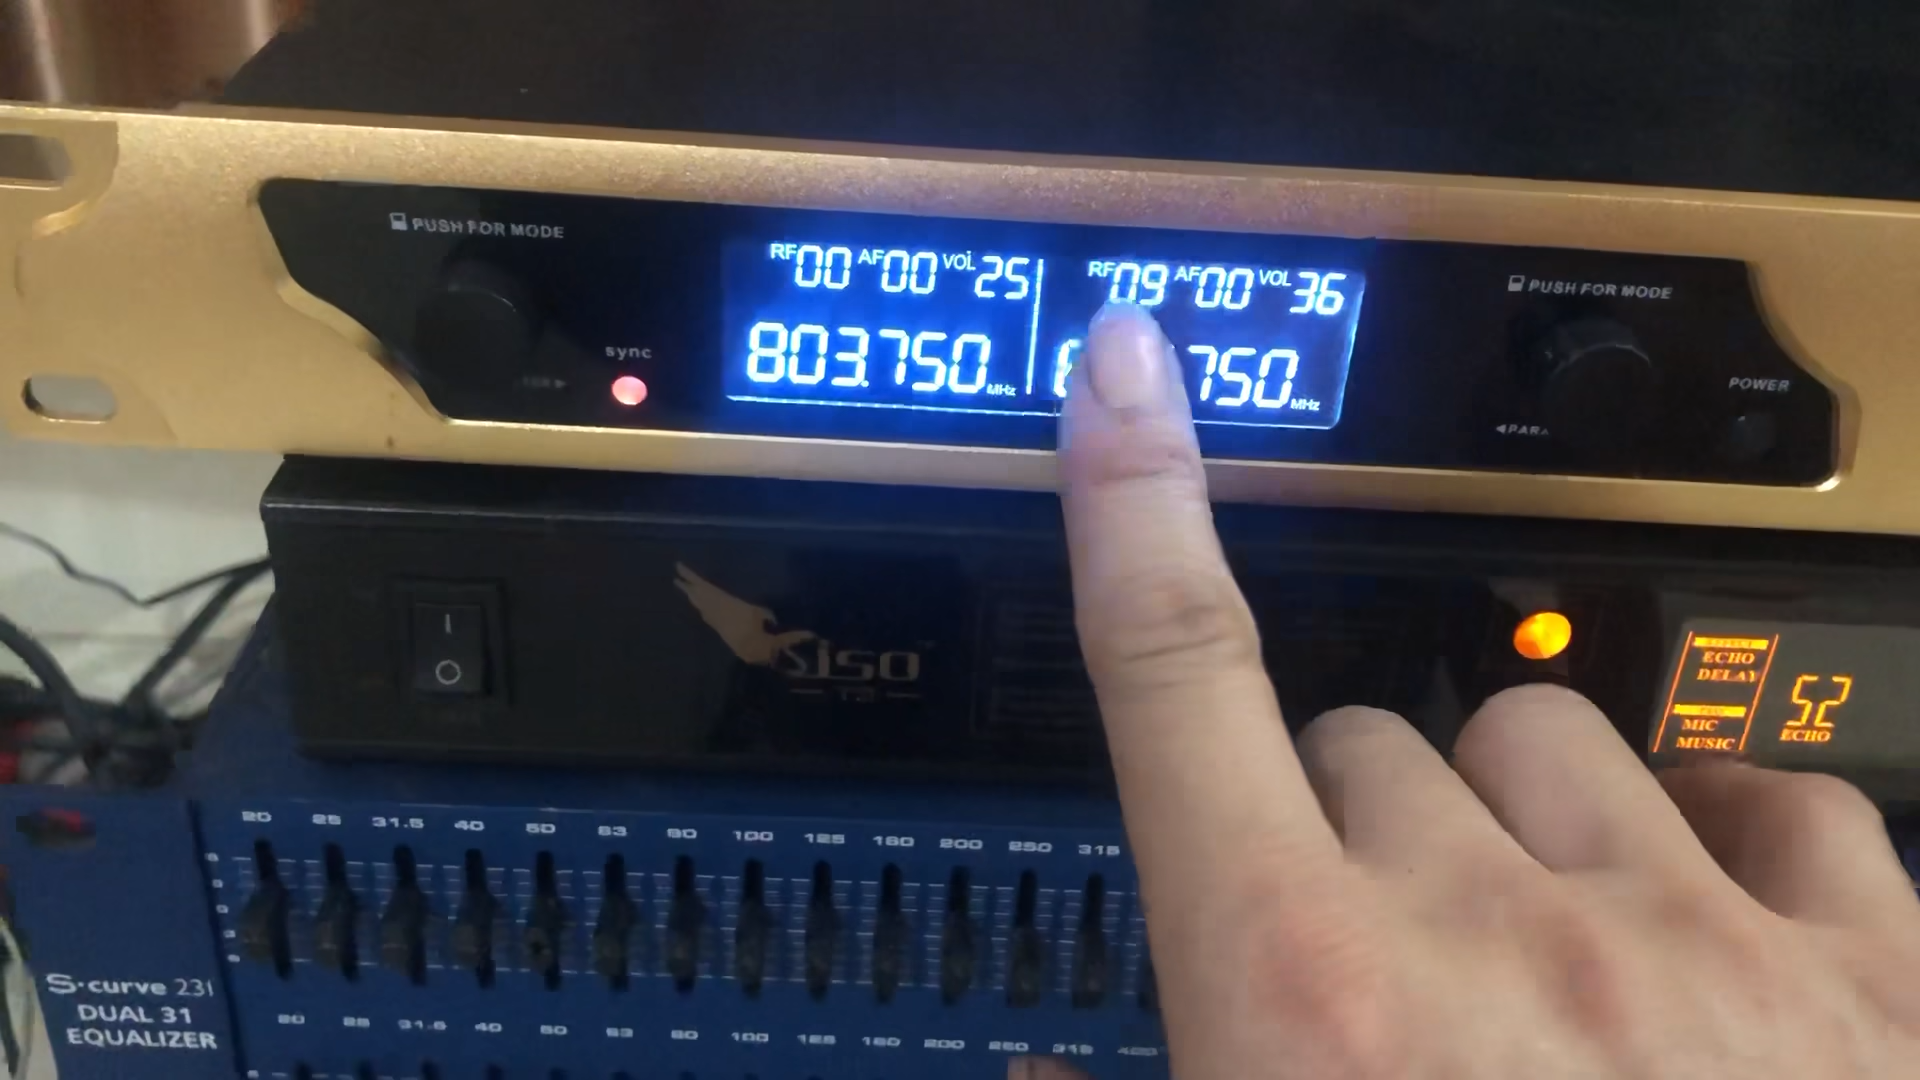 PUSH FOR MODE
sync
RF 00 AF 00 VOL 25
803.750 MHz
RF 09 AF 00 VOL 36
750 MHz
PUSH FOR MODE
POWER
I
O
siso
ECHO
DELAY
MIC
MUSIC
52
ECHO
20 25 31.5 40 50 63 80 100 125 160 200 250 315
S·curve 231
DUAL 31
EQUALIZER
20 25 31.5 40 50 63 80 100 125 160 200 250 315